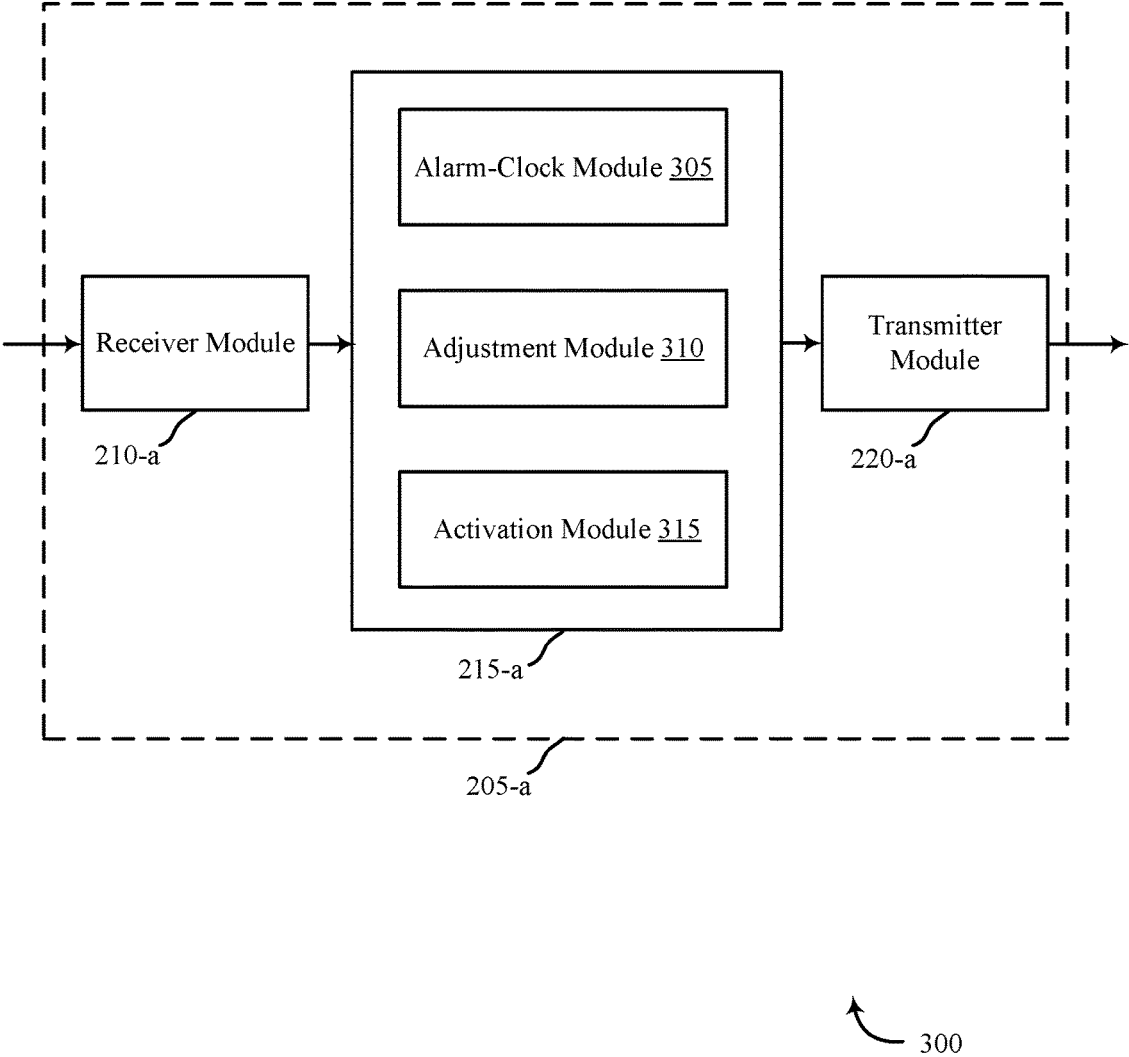 Alarm-Clock Module 305
Receiver Module
Adjustment Module 310
Transmitter
Module
210-a
220-a
Activation Module 315
215-a
205-a
300